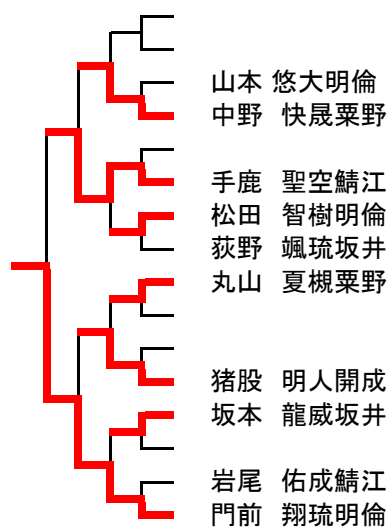 山本 悠大明倫
中野 快晟粟野
手鹿 聖空鯖江
松田 智樹明倫
荻野 颯琉坂井
丸山 夏槻粟野
猪股 明人開成
坂本 龍威坂井
岩尾 佑成鯖江
門前 翔琉明倫